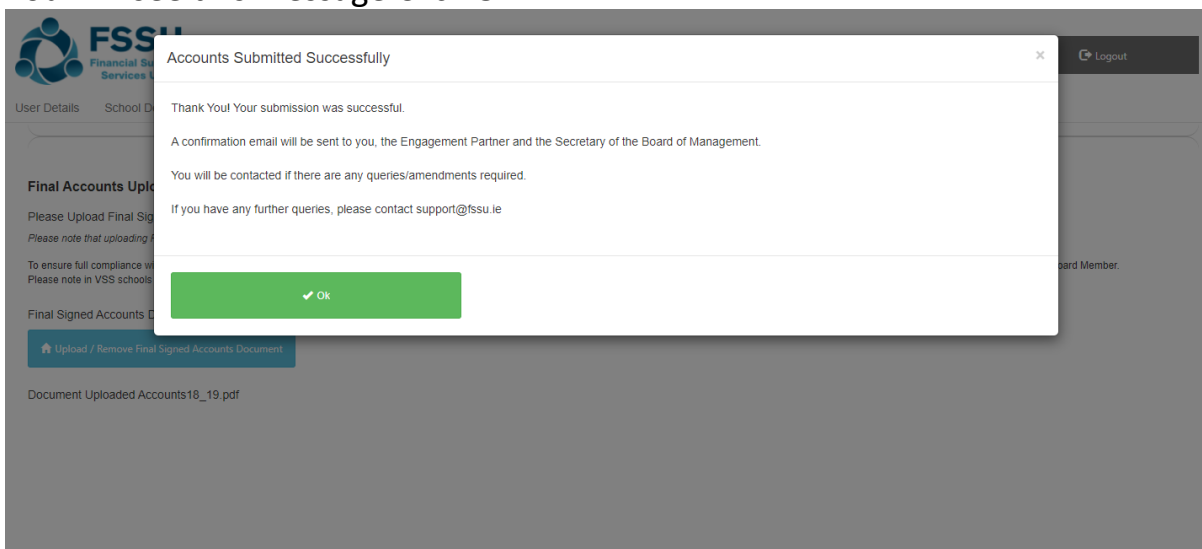 FSSU
Financial Su
Services U
Logout
User Details School D
Accounts Submitted Successfully ×
Thank You! Your submission was successful.
A confirmation email will be sent to you, the Engagement Partner and the Secretary of the Board of Management.
You will be contacted if there are any queries/amendments required.
If you have any further queries, please contact support@fssu.ie
Ok
Final Accounts Uplo
Please Upload Final Sig
Please note that uploading
To ensure full compliance wi oard Member.
Please note in VSS schools
Final Signed Accounts D
Upload / Remove Final Signed Accounts Document
Document Uploaded Accounts18_19.pdf